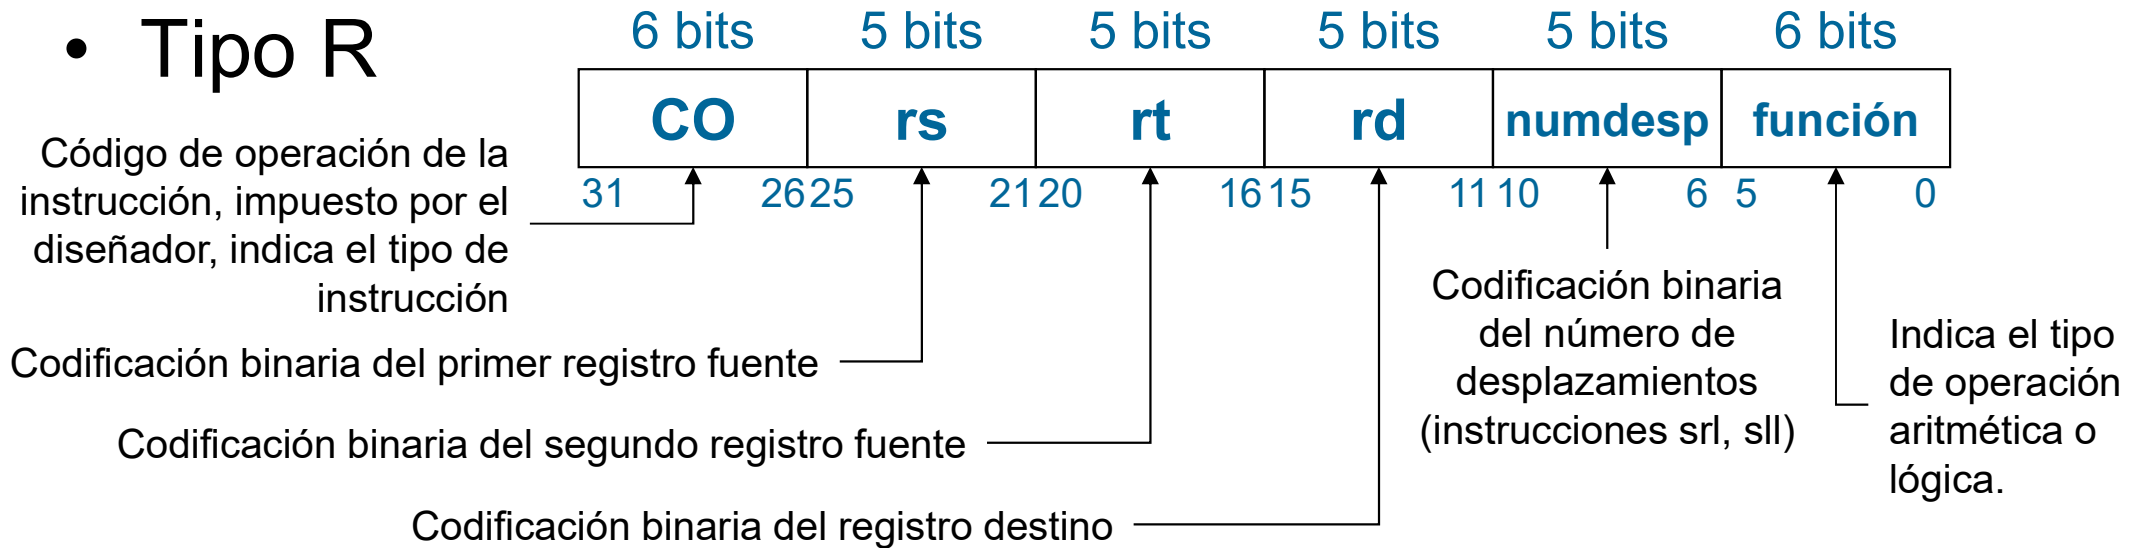 • Tipo R
6 bits 5 bits 5 bits 5 bits 5 bits 6 bits
CO rs rt rd numdesp función
31 26 25 21 20 16 15 11 10 6 5 0
Código de operación de la
instrucción, impuesto por el
diseñador, indica el tipo de
instrucción
Codificación binaria del primer registro fuente
Codificación binaria del segundo registro fuente
Codificación binaria del registro destino
Codificación binaria
del número de
desplazamientos
(instrucciones srl, sll)
Indica el tipo
de operación
aritmética o
lógica.